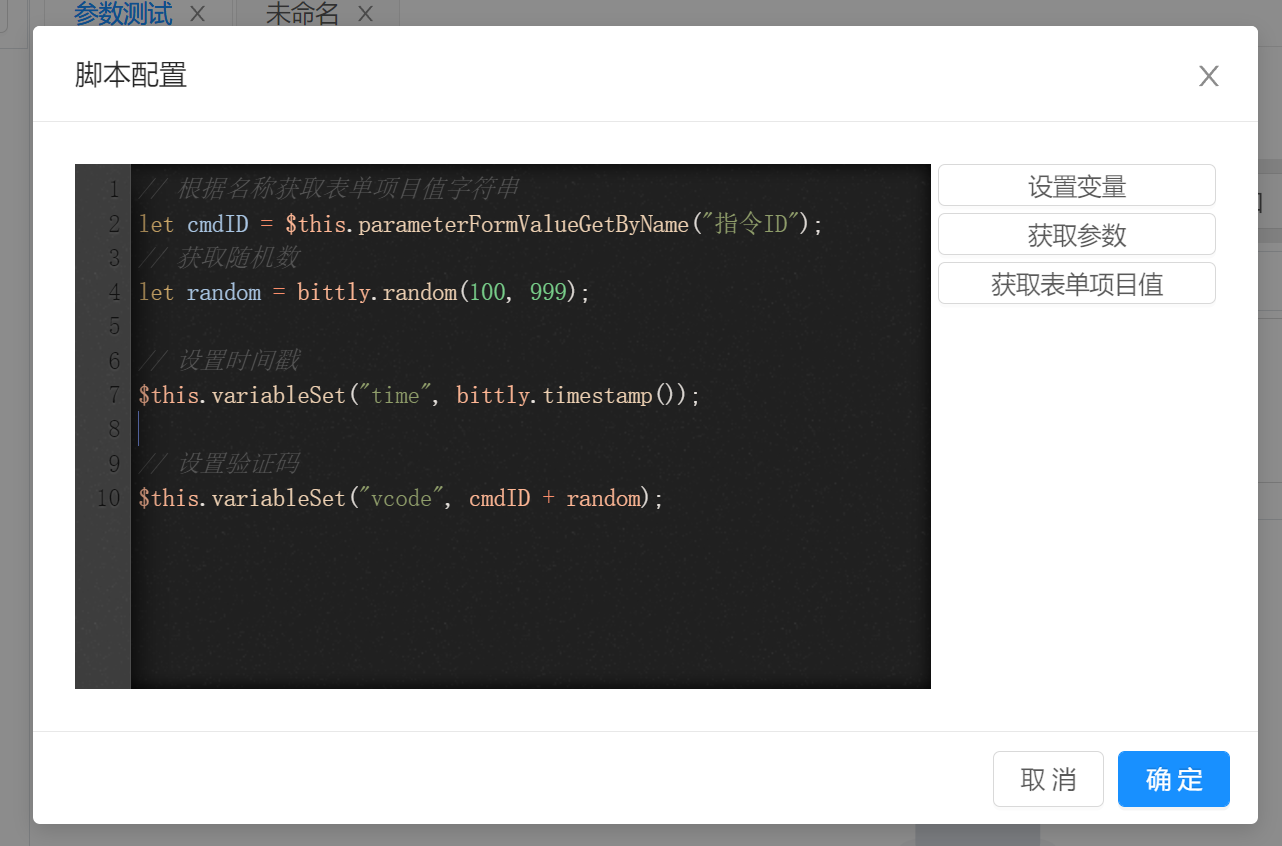 参数测试 X 未命名 X
脚本配置 X
1 // 根据名称获取表单项目值字符串
2 let cmdID = $this.parameterFormValueGetByName("指令ID");
3 // 获取随机数
4 let random = bittly.random(100, 999);
5
6 // 设置时间戳
7 $this.variableSet("time", bittly.timestamp());
8
9 // 设置验证码
10 $this.variableSet("vcode", cmdID + random);
设置变量
获取参数
获取表单项目值
取 消 确 定